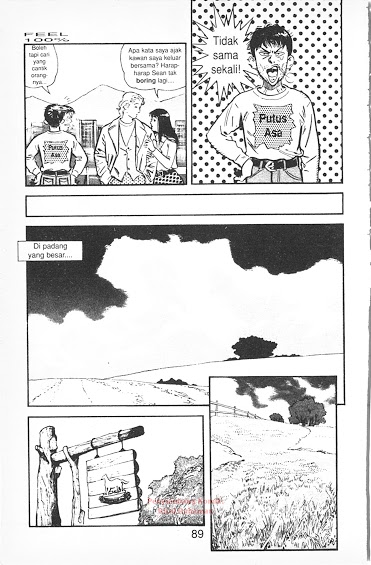 FEEL
100%
Boleh
tapi cari
yang
cantik
orang-
nya...
Apa kata saya ajak
kawan saya keluar
bersama? Harap-
harap Sean tak
boring lagi....
Putus
Asa
Tidak
sama
sekali!
Putus
Asa
Di padang
yang besar....
89